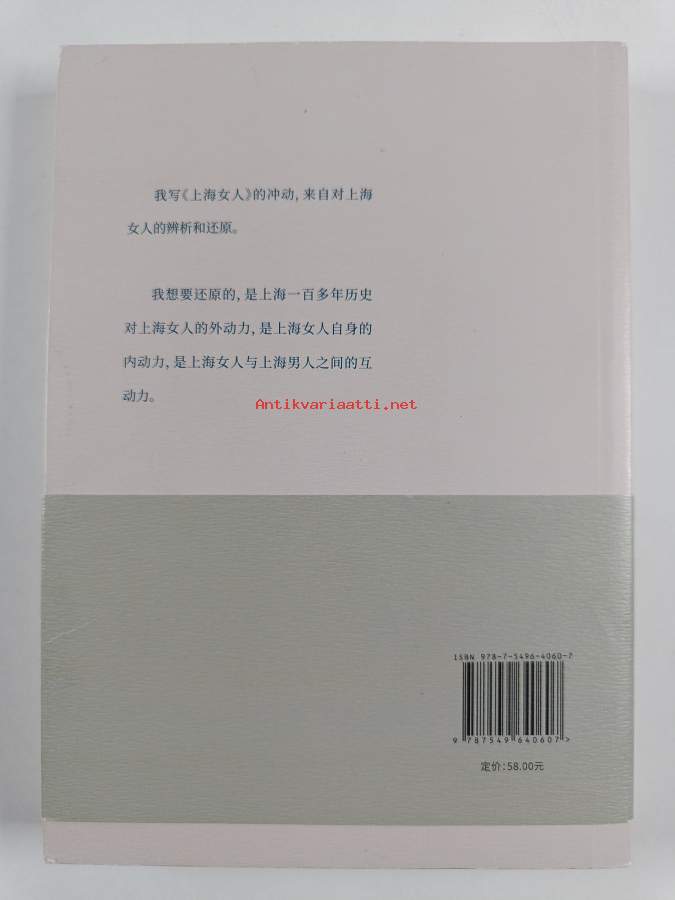 我写《上海女人》的冲动,来自对上海
女人的辨析和还原。
我想要还原的,是上海一百多年历史
对上海女人的外动力,是上海女人自身的
内动力,是上海女人与上海男人之间的互
动力。
Antikvariaatti.net
ISBN 978-7-5496-4060-7
9 787549 640607>
定价:58.00元